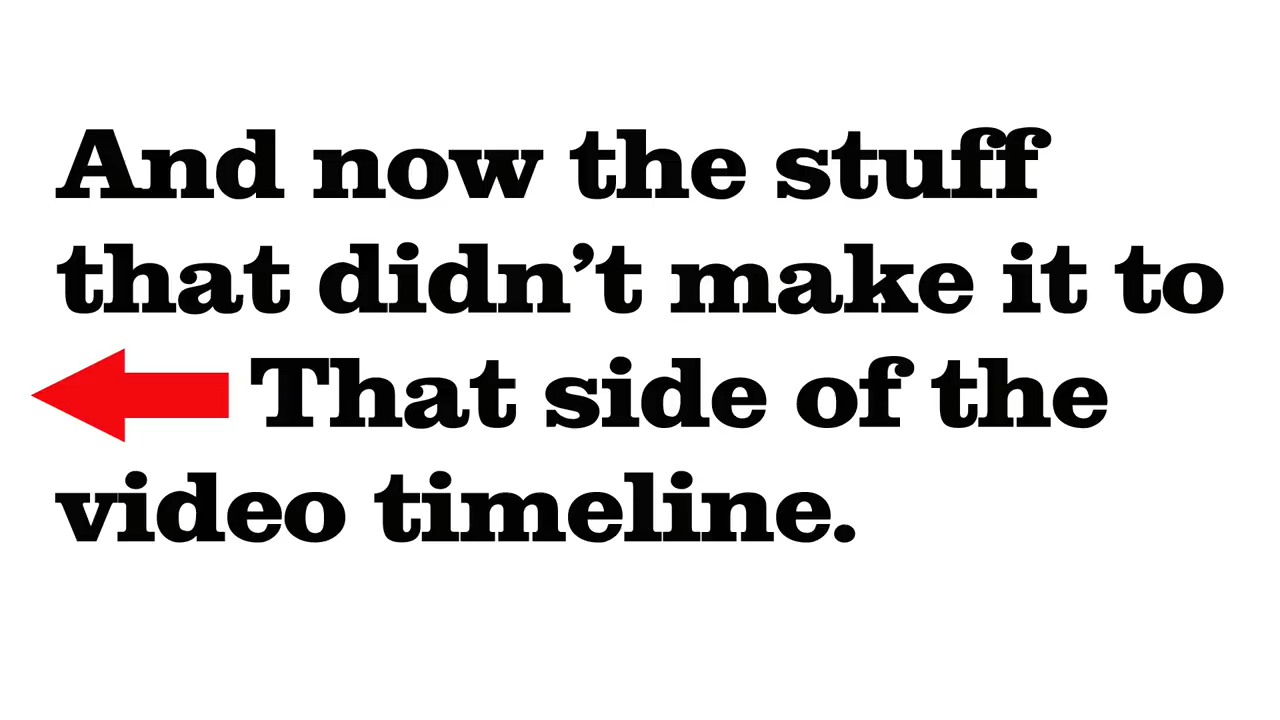 And now the stuff
that didn’t make it to
That side of the
video timeline.